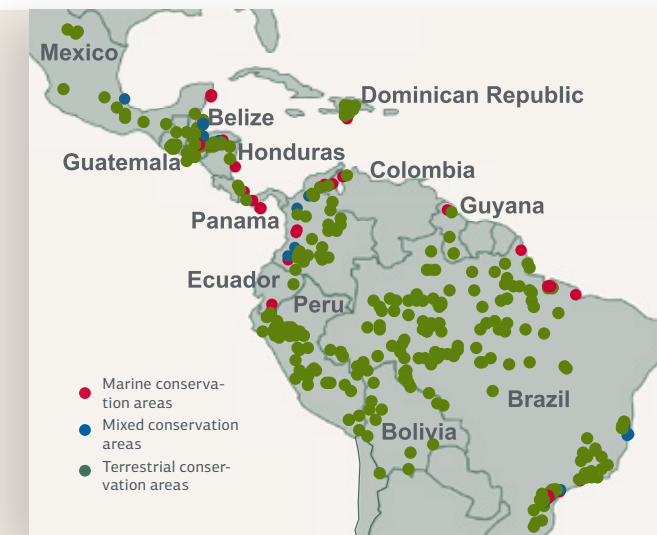 Mexico
Dominican Republic
Belize
Honduras
Guatemala
Colombia
Guyana
Panama
Ecuador
Peru
Marine conserva-
tion areas
Brazil
Mixed conservation
areas
Bolivia
Terrestrial conser-
vation areas